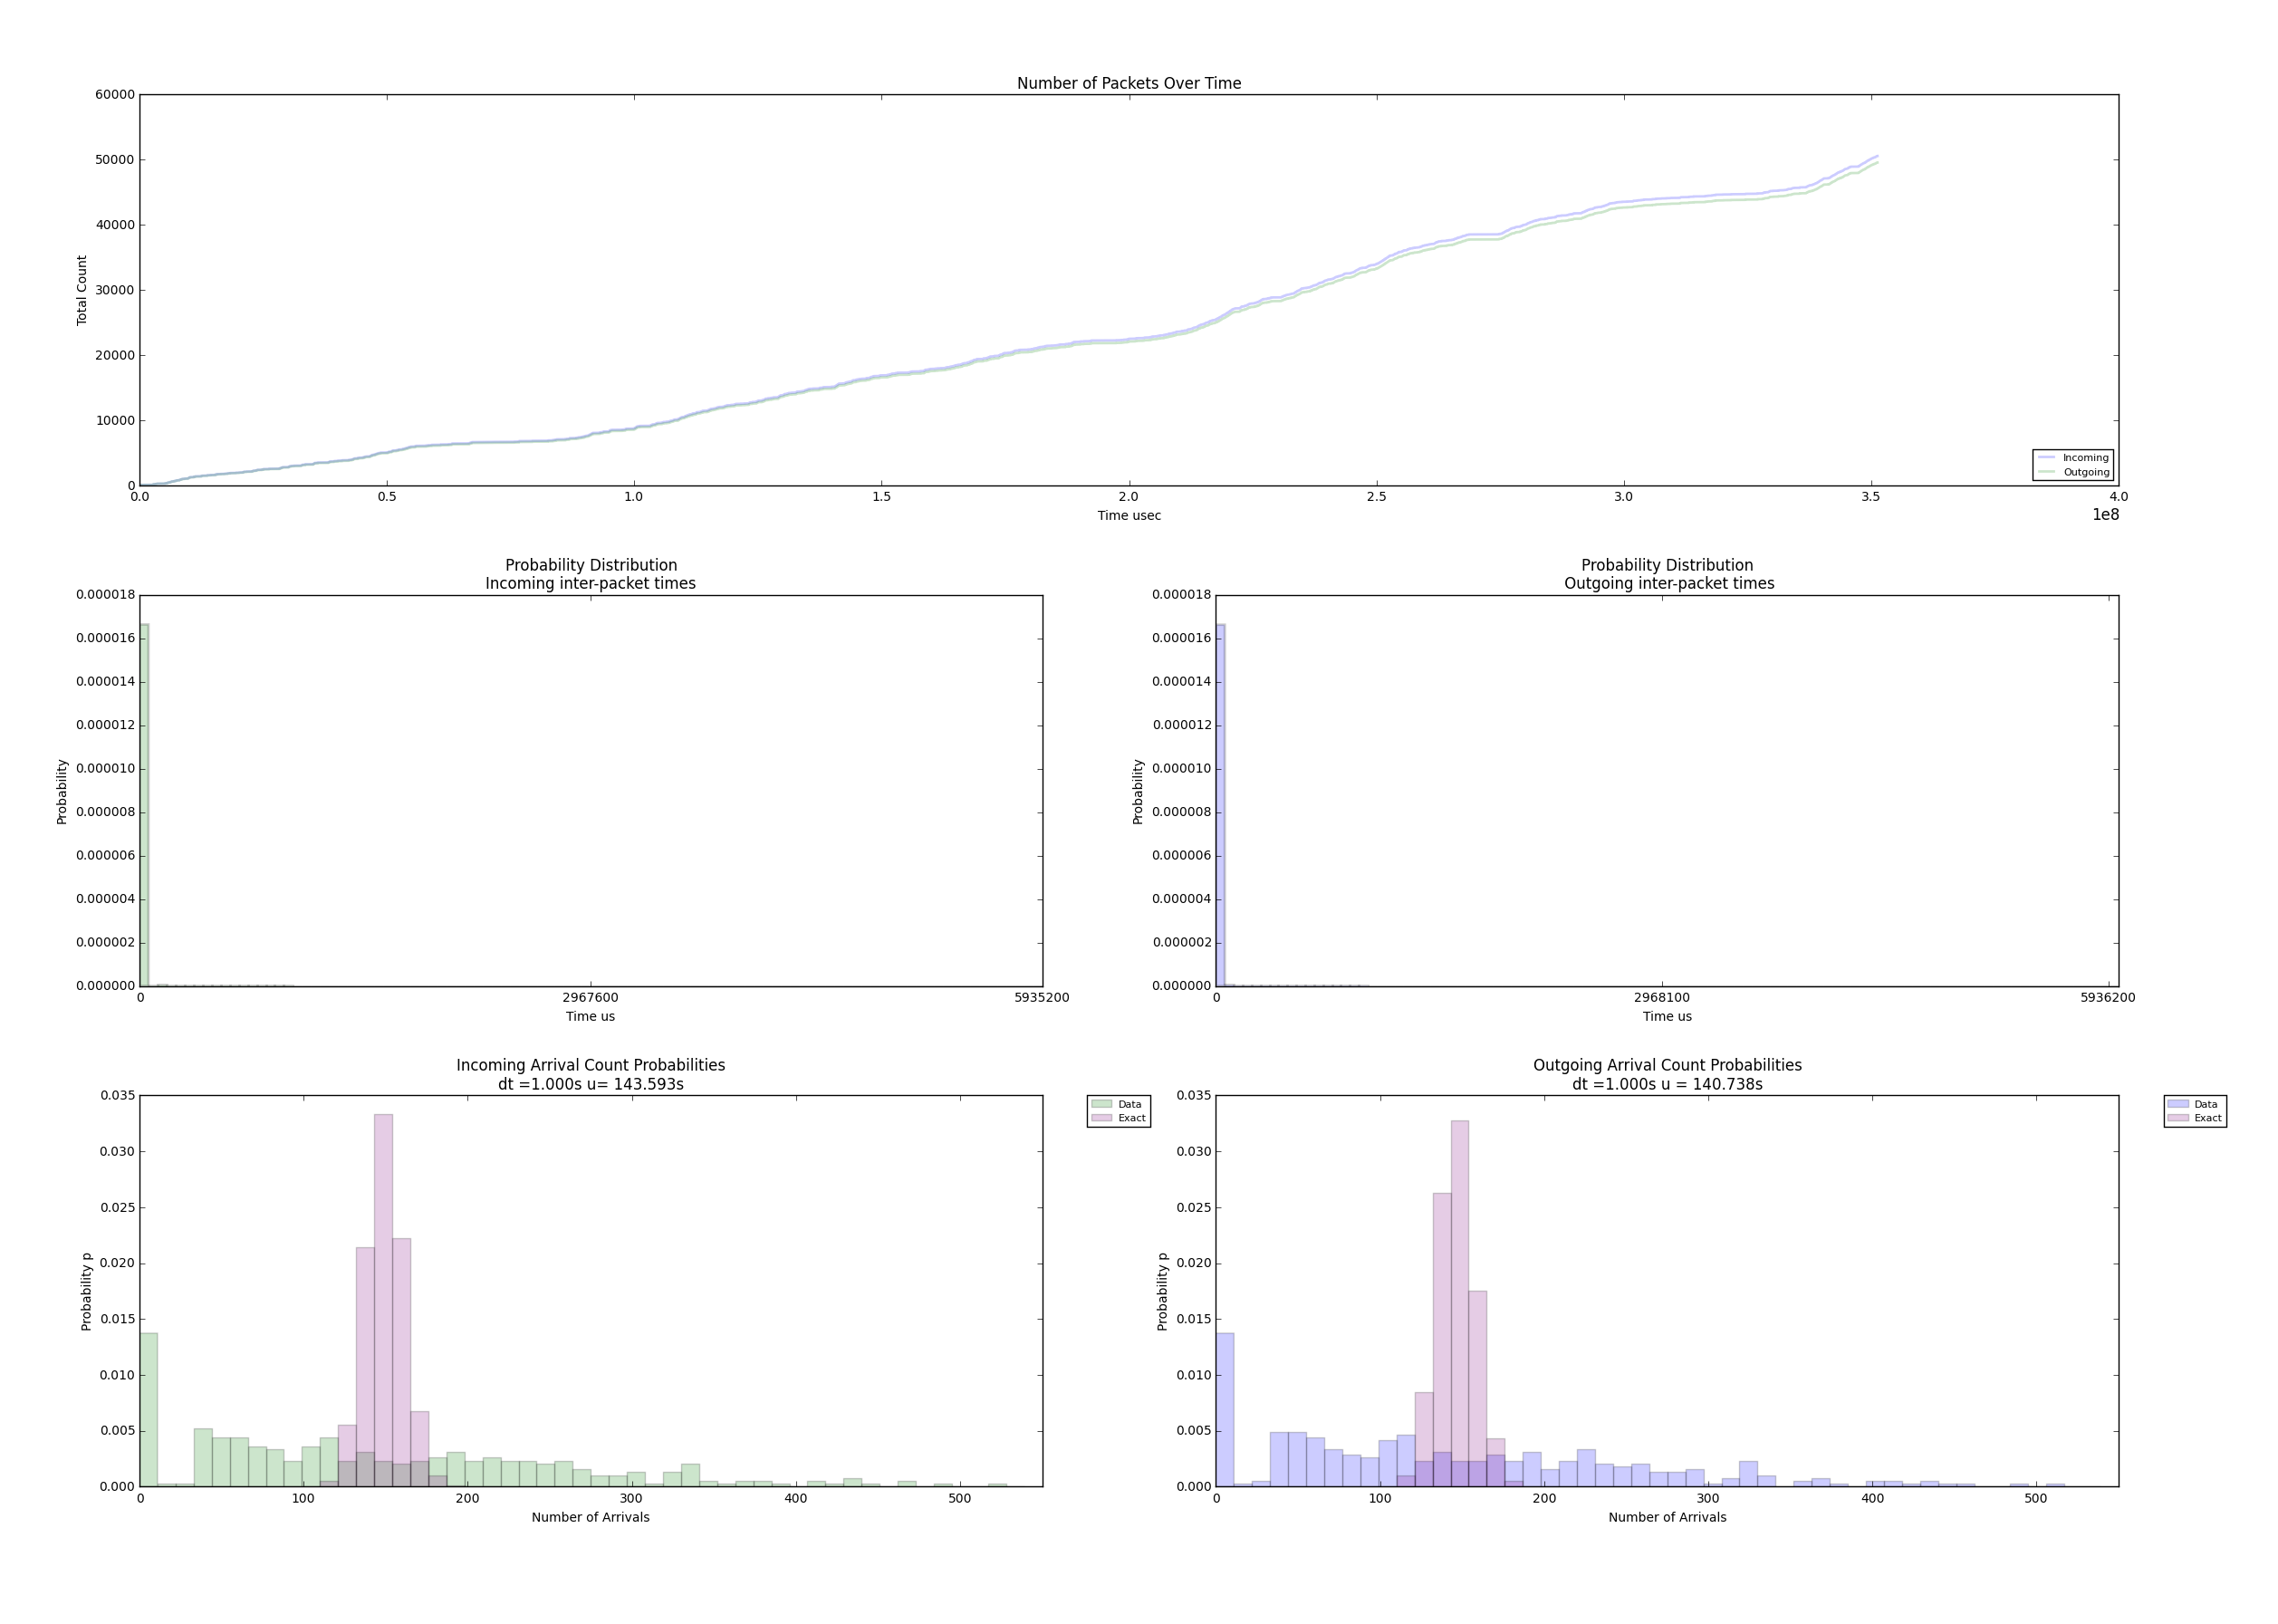 Number of Packets Over Time
60000
50000
40000
30000
20000
10000
0
Total Count
0.0 0.5 1.0 1.5 2.0 2.5 3.0 3.5 4.0
Time usec
1e8
Incoming
Outgoing
Probability Distribution
Incoming inter-packet times
0.000018
0.000016
0.000014
0.000012
0.000010
0.000008
0.000006
0.000004
0.000002
0.000000
Probability
0 2967600 5935200
Time us
Probability Distribution
Outgoing inter-packet times
0.000018
0.000016
0.000014
0.000012
0.000010
0.000008
0.000006
0.000004
0.000002
0.000000
Probability
0 2968100 5936200
Time us
Incoming Arrival Count Probabilities
dt =1.000s u= 143.593s
0.035
0.030
0.025
0.020
0.015
0.010
0.005
0.000
Probability p
0 100 200 300 400 500
Number of Arrivals
Data
Exact
Outgoing Arrival Count Probabilities
dt =1.000s u = 140.738s
0.035
0.030
0.025
0.020
0.015
0.010
0.005
0.000
Probability p
0 100 200 300 400 500
Number of Arrivals
Data
Exact